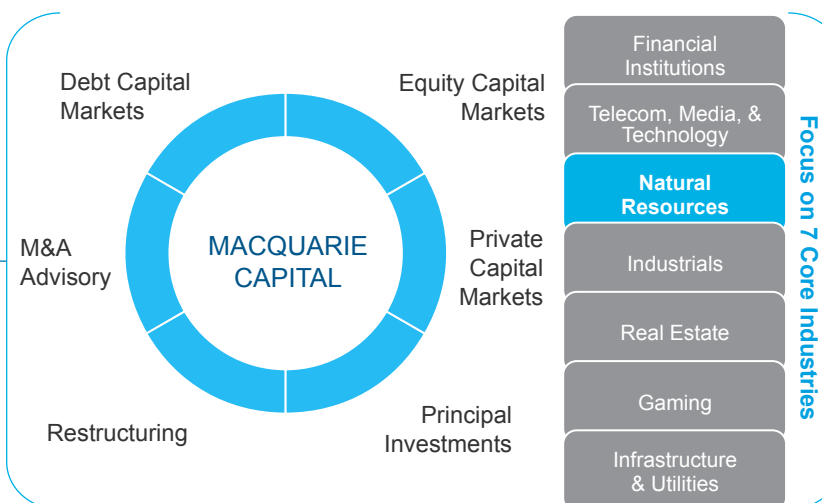 Debt Capital
Markets
Equity Capital
Markets
M&A
Advisory
MACQUARIE
CAPITAL
Private
Capital
Markets
Restructuring
Principal
Investments
Financial
Institutions
Telecom, Media, &
Technology
Natural
Resources
Industrials
Real Estate
Gaming
Infrastructure
& Utilities
Focus on 7 Core Industries